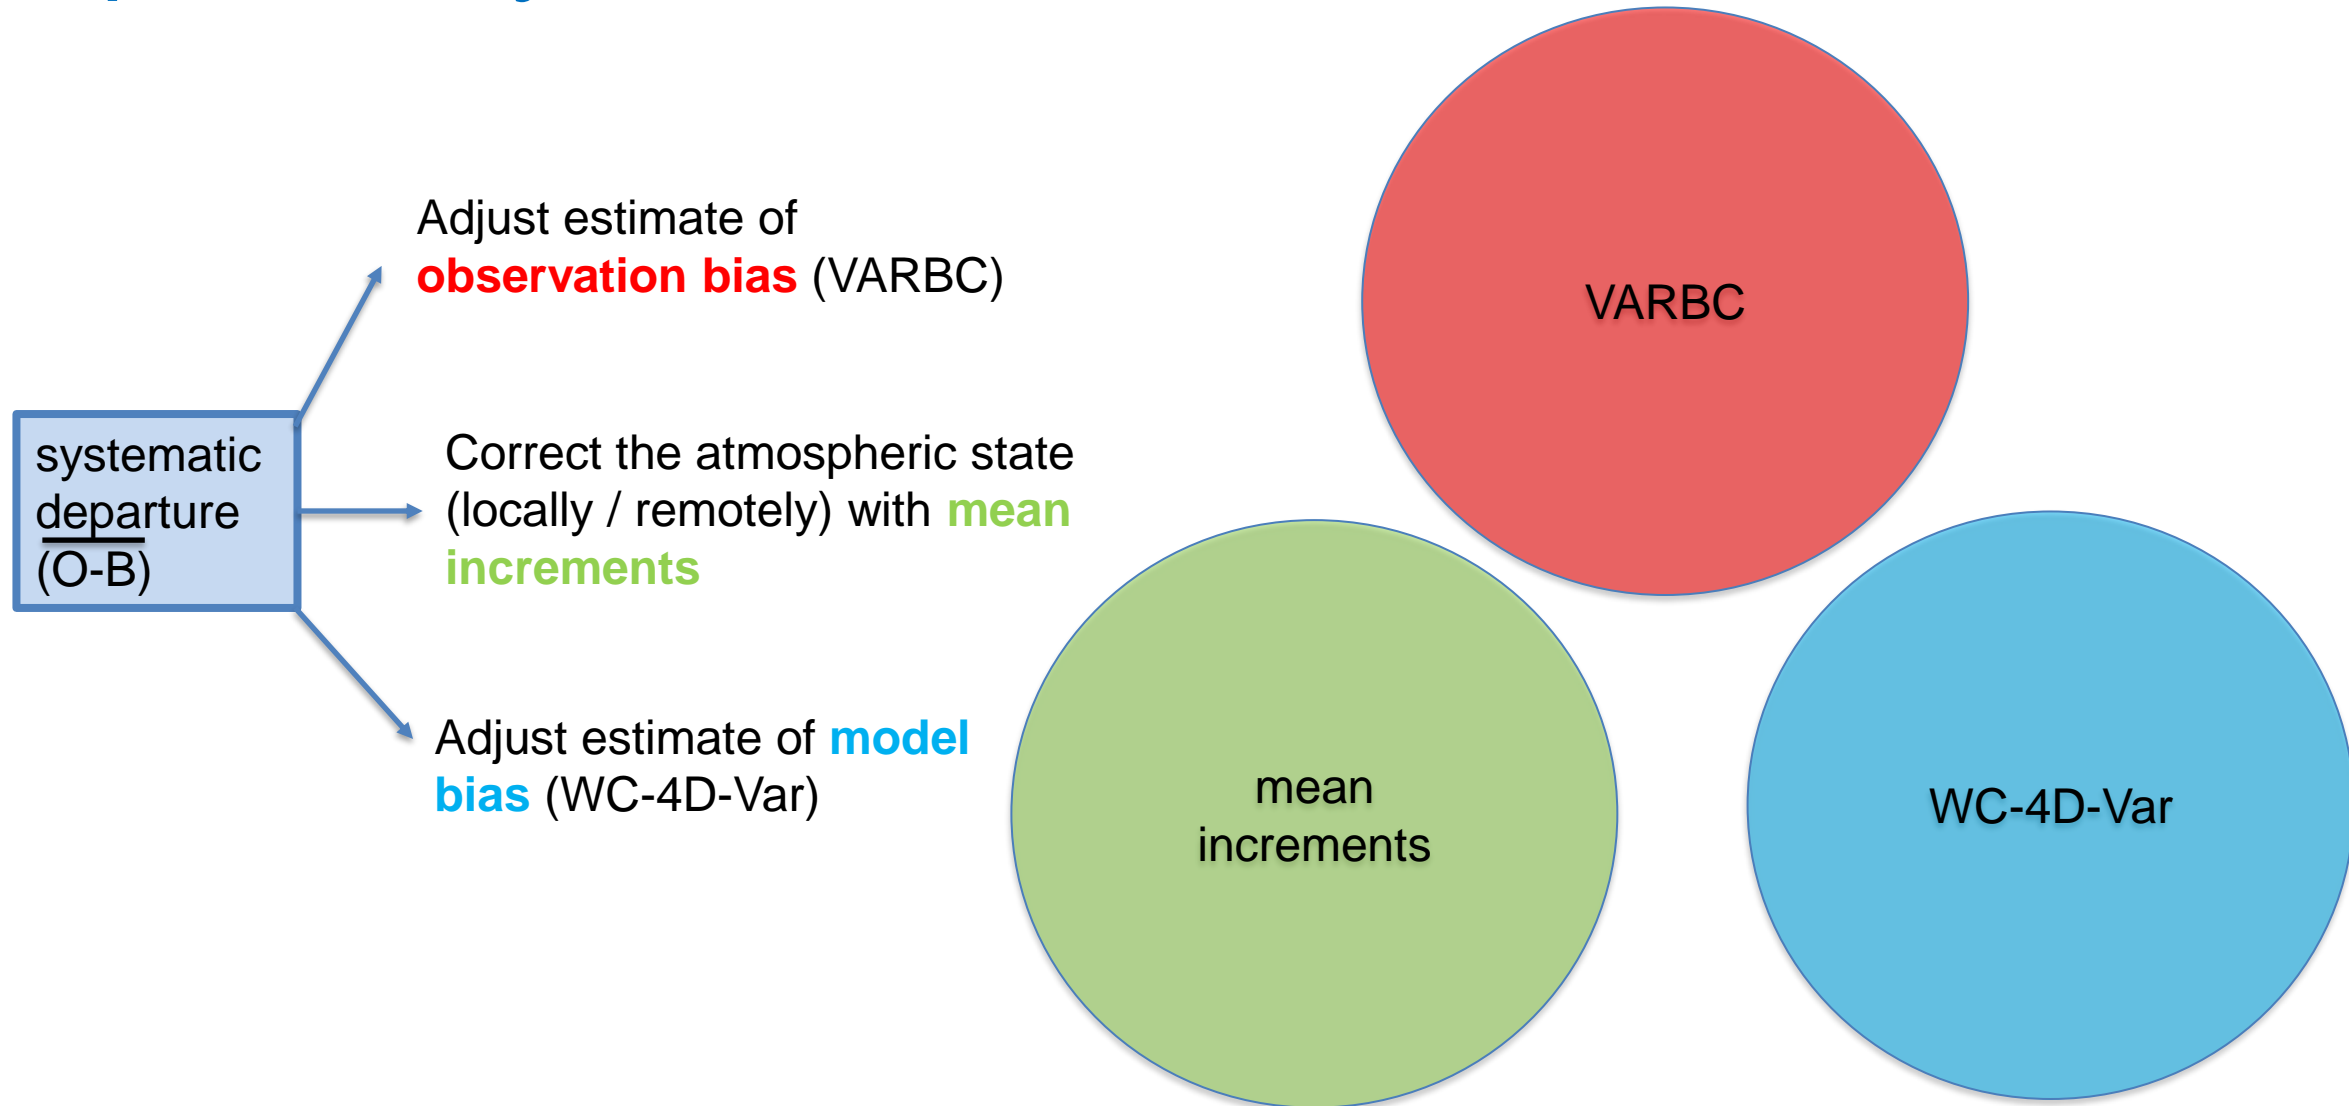 Adjust estimate of
observation bias (VARBC)
systematic
departure
(O-B)
Correct the atmospheric state
(locally / remotely) with mean
increments
Adjust estimate of model
bias (WC-4D-Var)
VARBC
mean
increments
WC-4D-Var